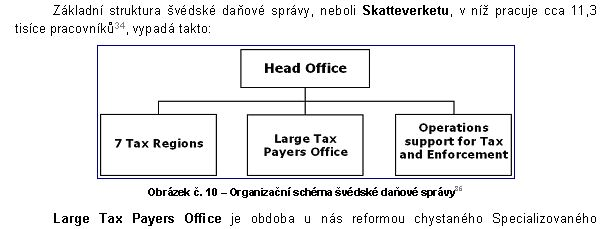 Základní struktura švédské daňové správy, neboli Skatteverketu, v níž pracuje cca 11,3
tisíce pracovníků34, vypadá takto:
Head Office
7 Tax Regions
Large Tax
Payers Office
Operations
support for Tax
and Enforcement
Obrázek č. 10 – Organizační schéma švédské daňové správy26
Large Tax Payers Office je obdoba u nás reformou chystaného Specializovaného